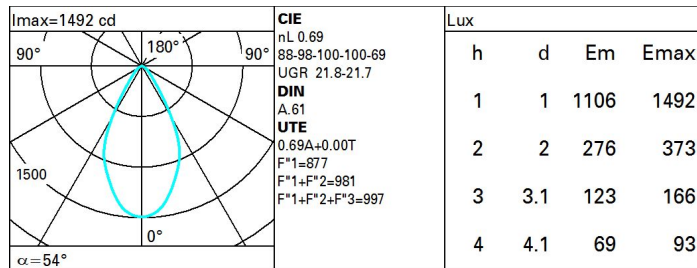 Imax=1492 cd
90° 180° 90°
1500
0°
α=54°
CIE
nL 0.69
88-98-100-100-69
UGR 21.8-21.7
DIN
A.61
UTE
0.69A+0.00T
F"1=877
F"1+F"2=981
F"1+F"2+F"3=997
Lux
h d Em Emax
1 1 1106 1492
2 2 276 373
3 3.1 123 166
4 4.1 69 93